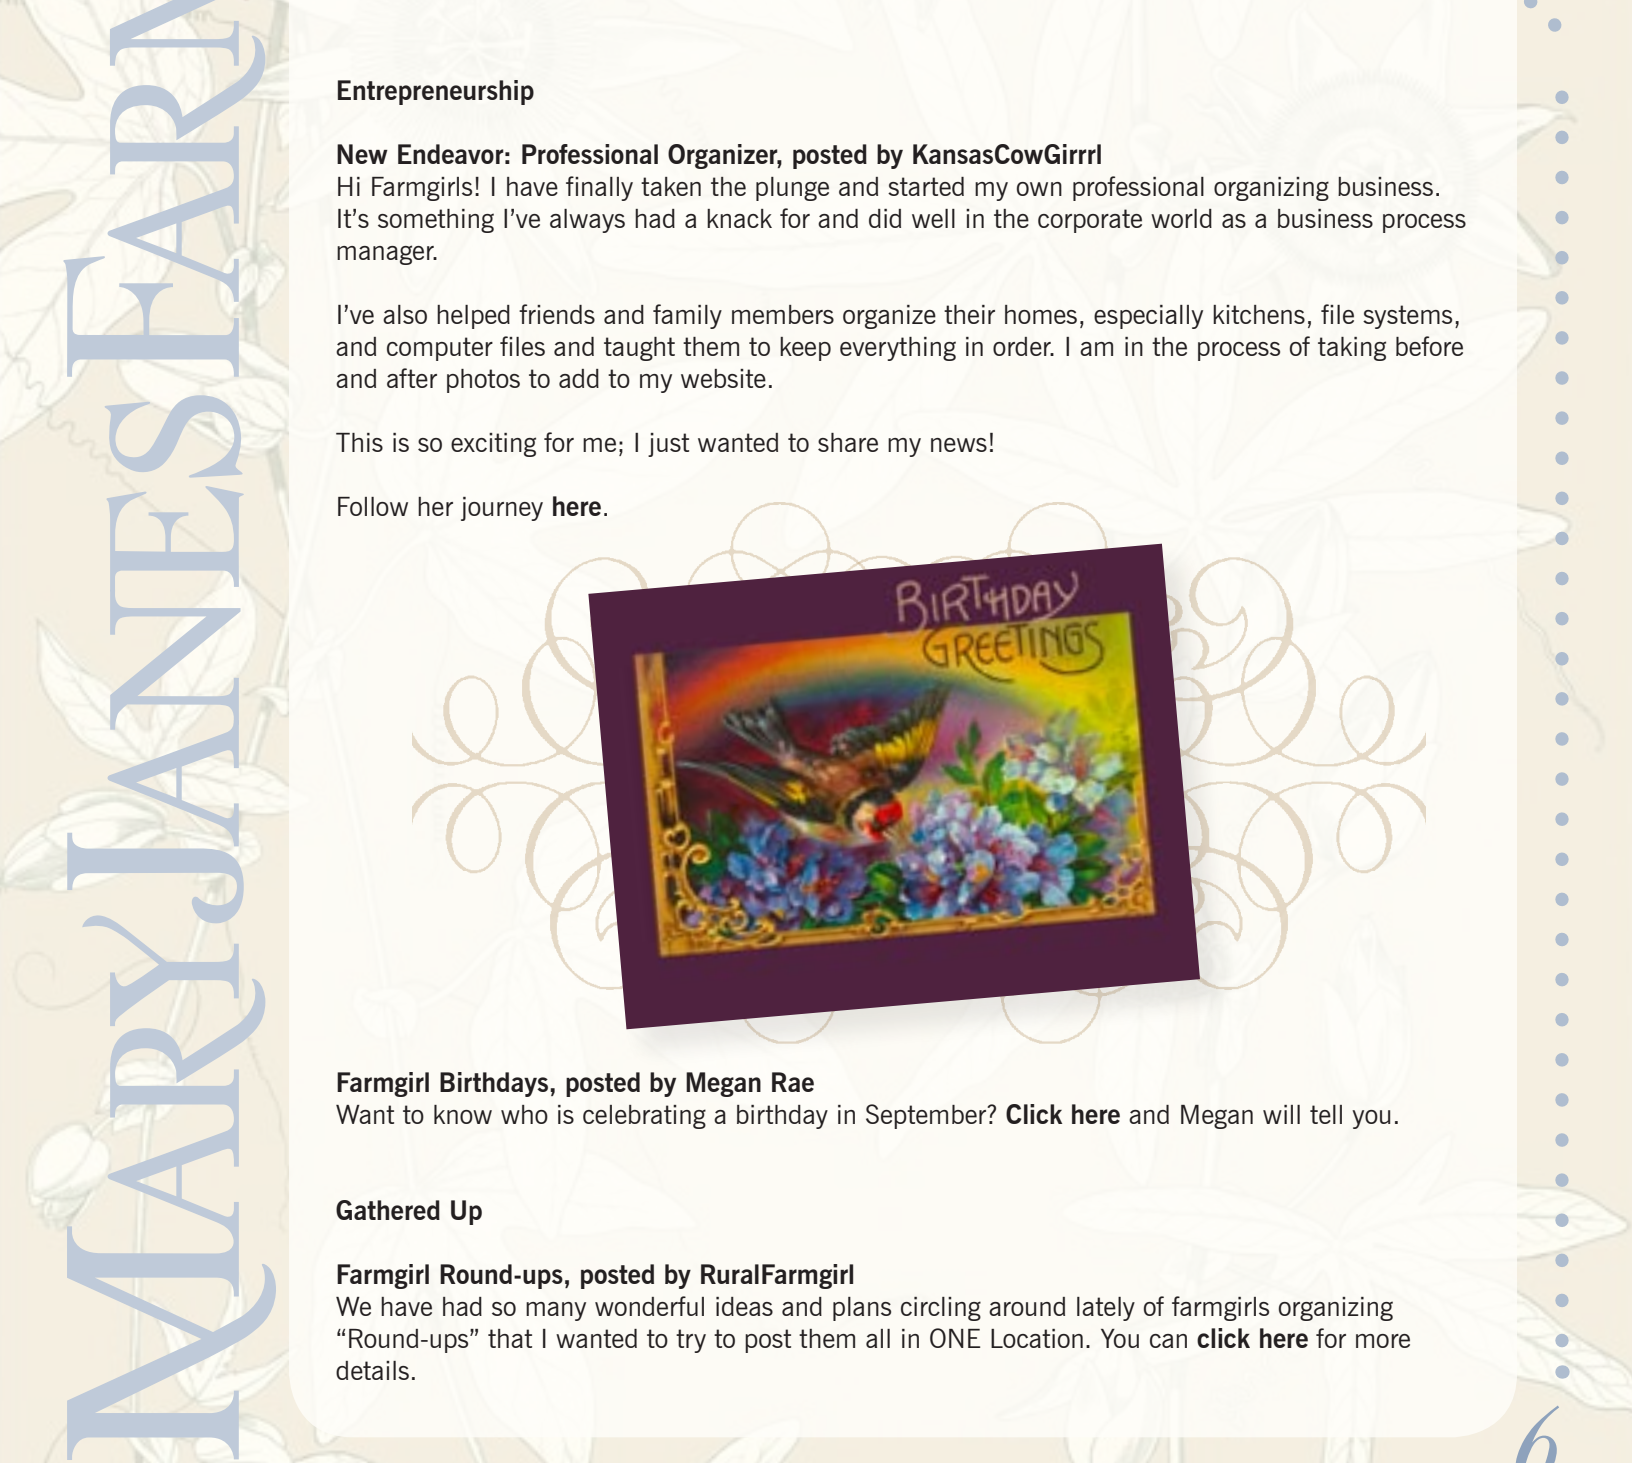 MARYJANES FARM
Entrepreneurship
New Endeavor: Professional Organizer, posted by KansasCowGirrrl
Hi Farmgirls! I have finally taken the plunge and started my own professional organizing business.
It’s something I’ve always had a knack for and did well in the corporate world as a business process
manager.
I’ve also helped friends and family members organize their homes, especially kitchens, file systems,
and computer files and taught them to keep everything in order. I am in the process of taking before
and after photos to add to my website.
This is so exciting for me; I just wanted to share my news!
Follow her journey here.
BIRTHDAY
GREETINGS
Farmgirl Birthdays, posted by Megan Rae
Want to know who is celebrating a birthday in September? Click here and Megan will tell you.
Gathered Up
Farmgirl Round-ups, posted by RuralFarmgirl
We have had so many wonderful ideas and plans circling around lately of farmgirls organizing
“Round-ups” that I wanted to try to post them all in ONE Location. You can click here for more
details.
6